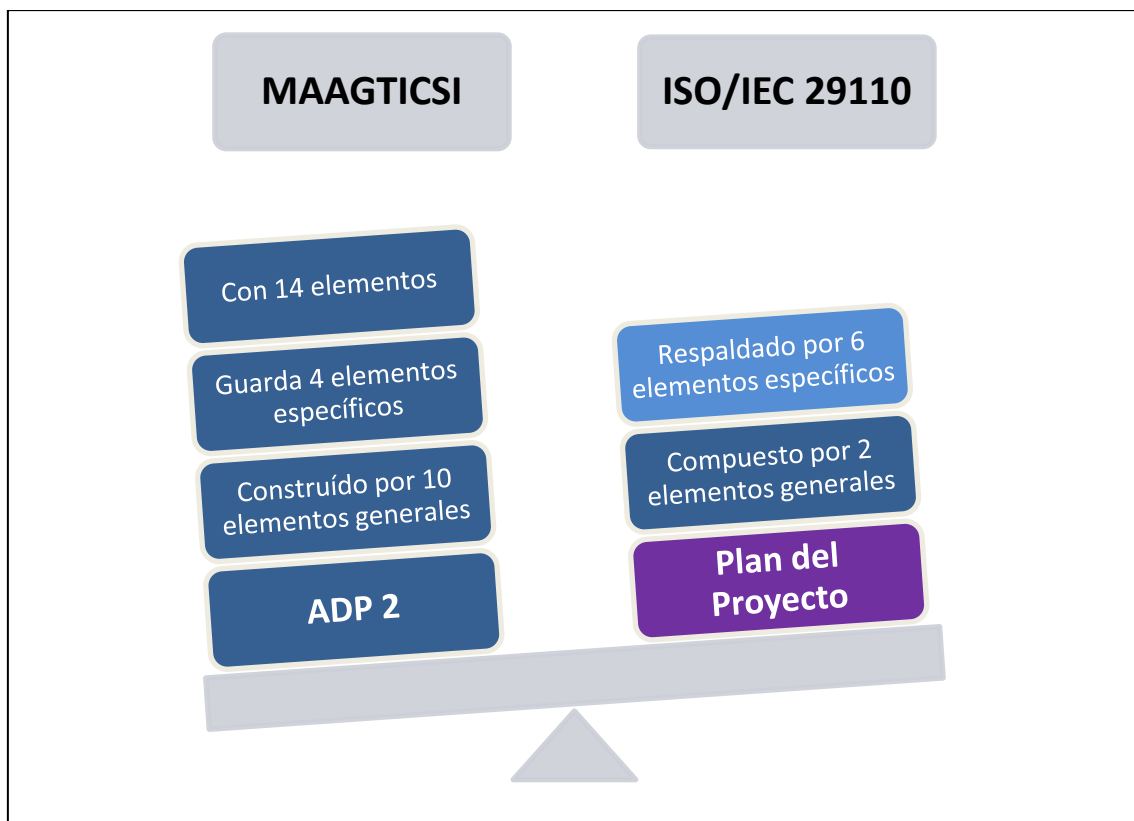 MAAGTICSI
ISO/IEC 29110
Con 14 elementos
Guarda 4 elementos
específicos
Construído por 10
elementos generales
ADP 2
Respaldado por 6
elementos específicos
Compuesto por 2
elementos generales
Plan del
Proyecto